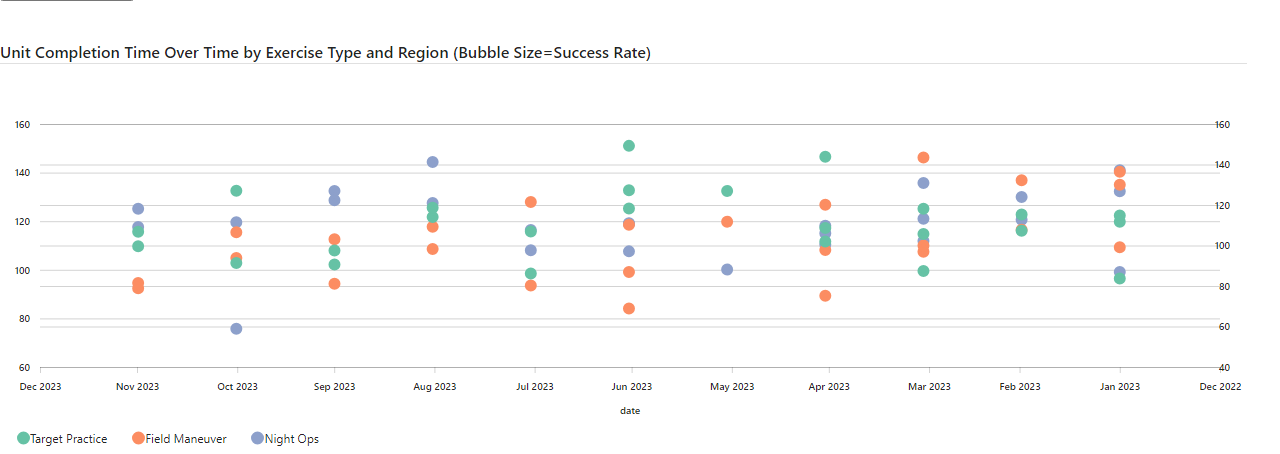 Unit Completion Time Over Time by Exercise Type and Region (Bubble Size=Success Rate)
160 160
140 140
120 120
100 100
80 80
60
60 40
Dec 2023 Nov 2023 Oct 2023 Sep 2023 Aug 2023 Jul 2023 Jun 2023 May 2023 Apr 2023 Mar 2023 Feb 2023 Jan 2023 Dec 2022
date
Target Practice Field Maneuver Night Ops